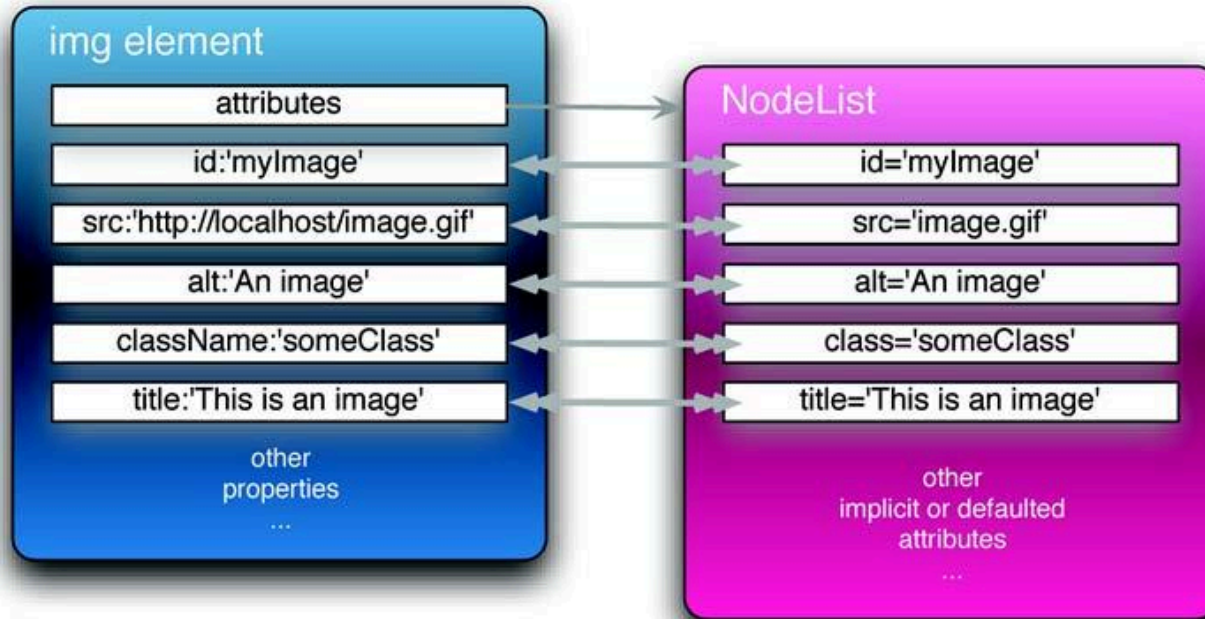 img element
attributes
id:'myImage'
src:'http://localhost/image.gif'
alt:'An image'
className:'someClass'
title:'This is an image'
other
properties
...
NodeList
id='myImage'
src='image.gif'
alt='An image'
class='someClass'
title='This is an image'
other
implicit or defaulted
attributes
...